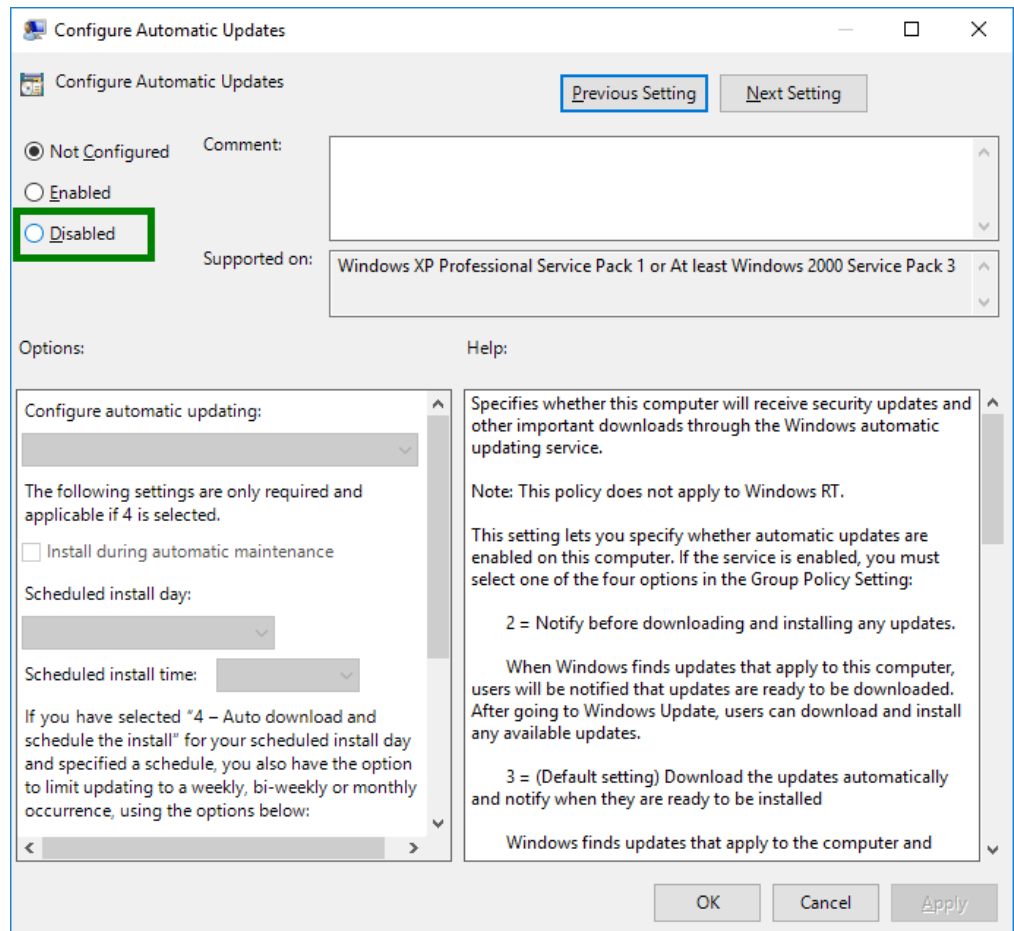 Configure Automatic Updates
Configure Automatic Updates
Previous Setting
Next Setting
Not Configured
Comment:
Enabled
Disabled
Supported on:
Windows XP Professional Service Pack 1 or At least Windows 2000 Service Pack 3
Options:
Help:
Configure automatic updating:
The following settings are only required and
applicable if 4 is selected.
Install during automatic maintenance
Scheduled install day:
Scheduled install time:
If you have selected “4 – Auto download and
schedule the install” for your scheduled install day
and specified a schedule, you also have the option
to limit updating to a weekly, bi-weekly or monthly
occurrence, using the options below:
Specifies whether this computer will receive security updates and
other important downloads through the Windows automatic
updating service.
Note: This policy does not apply to Windows RT.
This setting lets you specify whether automatic updates are
enabled on this computer. If the service is enabled, you must
select one of the four options in the Group Policy Setting:
2 = Notify before downloading and installing any updates.
When Windows finds updates that apply to this computer,
users will be notified that updates are ready to be downloaded.
After going to Windows Update, users can download and install
any available updates.
3 = (Default setting) Download the updates automatically
and notify when they are ready to be installed
Windows finds updates that apply to the computer and
OK
Cancel
Apply